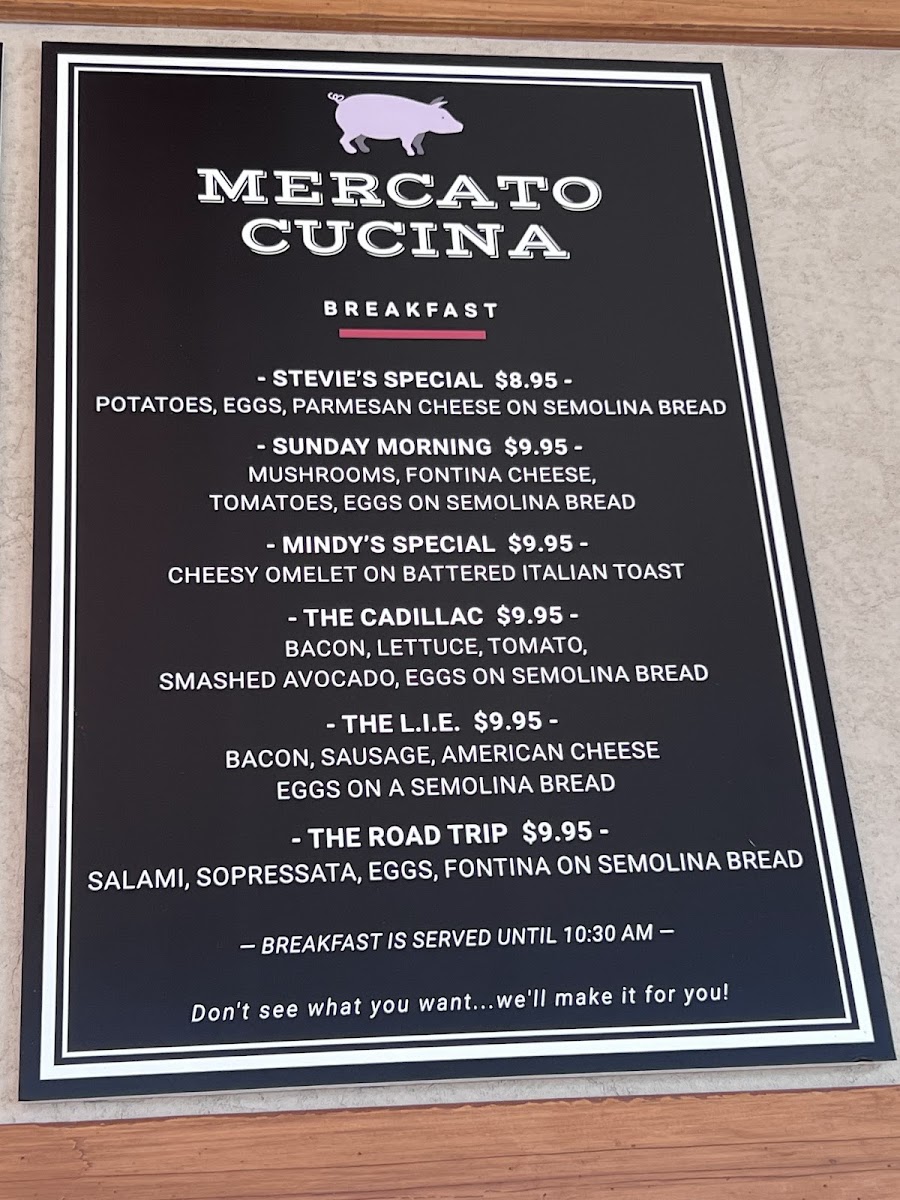 MERCATO
CUCINA
BREAKFAST
- STEVIE'S SPECIAL $8.95 -
POTATOES, EGGS, PARMESAN CHEESE ON SEMOLINA BREAD
- SUNDAY MORNING $9.95 -
MUSHROOMS, FONTINA CHEESE,
TOMATOES, EGGS ON SEMOLINA BREAD
- MINDY'S SPECIAL $9.95 -
CHEESY OMELET ON BATTERED ITALIAN TOAST
- THE CADILLAC $9.95 -
BACON, LETTUCE, TOMATO,
SMASHED AVOCADO, EGGS ON SEMOLINA BREAD
- THE L.I.E. $9.95 -
BACON, SAUSAGE, AMERICAN CHEESE
EGGS ON A SEMOLINA BREAD
- THE ROAD TRIP $9.95 -
SALAMI, SOPRESSATA, EGGS, FONTINA ON SEMOLINA BREAD
— BREAKFAST IS SERVED UNTIL 10:30 AM —
Don't see what you want...we'll make it for you!